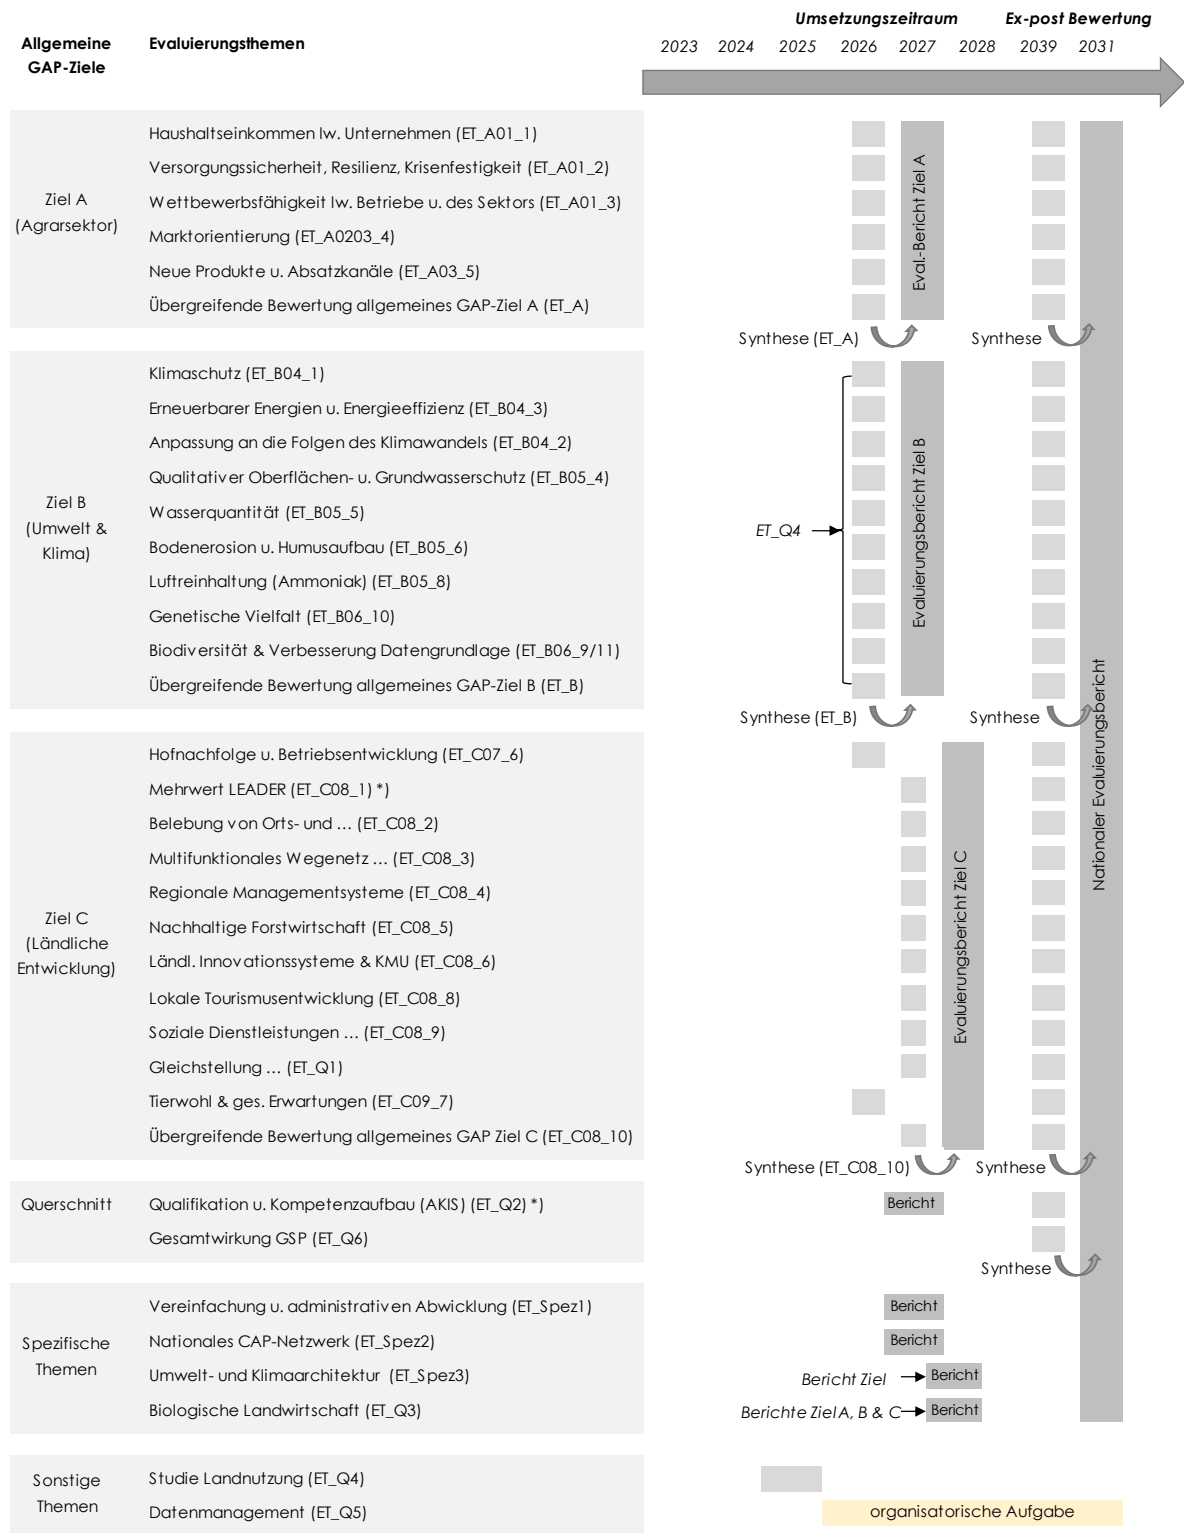 Umsetzungszeitraum Ex-post Bewertung
Allgemeine GAP-Ziele Evaluierungsthemen 2023 2024 2025 2026 2027 2028 2039 2031
Ziel A
(Agrarsektor)
Haushaltseinkommen lw. Unternehmen (ET_A01_1)
Versorgungssicherheit, Resilienz, Krisenfestigkeit (ET_A01_2)
Wettbewerbsfähigkeit lw. Betriebe u. des Sektors (ET_A01_3)
Marktorientierung (ET_A0203_4)
Neue Produkte u. Absatzkanäle (ET_A03_5)
Übergreifende Bewertung allgemeines GAP-Ziel A (ET_A)
Eval.-Bericht Ziel A
Synthese (ET_A) Synthese
Ziel B
(Umwelt &
Klima)
Klimaschutz (ET_B04_1)
Erneuerbarer Energien u. Energieeffizienz (ET_B04_3)
Anpassung an die Folgen des Klimawandels (ET_B04_2)
Qualitativer Oberflächen- u. Grundwasserschutz (ET_B05_4)
Wasserquantität (ET_B05_5)
Bodenerosion u. Humusaufbau (ET_B05_6)
Luftreinhaltung (Ammoniak) (ET_B05_8)
Genetische Vielfalt (ET_B06_10)
Biodiversität & Verbesserung Datengrundlage (ET_B06_9/11)
Übergreifende Bewertung allgemeines GAP-Ziel B (ET_B)
ET_Q4
Evaluierungsbericht Ziel B
Synthese (ET_B) Synthese
Nationaler Evaluierungsbericht
Ziel C
(Ländliche
Entwicklung)
Hofnachfolge u. Betriebsentwicklung (ET_C07_6)
Mehrwert LEADER (ET_C08_1) *)
Belebung von Orts- und … (ET_C08_2)
Multifunktionales Wegenetz … (ET_C08_3)
Regionale Managementsysteme (ET_C08_4)
Nachhaltige Forstwirtschaft (ET_C08_5)
Ländl. Innovationssysteme & KMU (ET_C08_6)
Lokale Tourismusentwicklung (ET_C08_8)
Soziale Dienstleistungen … (ET_C08_9)
Gleichstellung … (ET_Q1)
Tierwohl & ges. Erwartungen (ET_C09_7)
Übergreifende Bewertung allgemeines GAP Ziel C (ET_C08_10)
Evaluierungsbericht Ziel C
Synthese (ET_C08_10) Synthese
Querschnitt
Qualifikation u. Kompetenzaufbau (AKIS) (ET_Q2) *) Bericht
Gesamtwirkung GSP (ET_Q6)
Synthese
Spezifische
Themen
Vereinfachung u. administrativen Abwicklung (ET_Spez1) Bericht
Nationales CAP-Netzwerk (ET_Spez2) Bericht
Umwelt- und Klimaarchitektur (ET_Spez3) Bericht Ziel Bericht
Biologische Landwirtschaft (ET_Q3) Berichte Ziel A, B & C Bericht
Sonstige
Themen
Studie Landnutzung (ET_Q4)
Datenmanagement (ET_Q5) organisatorische Aufgabe